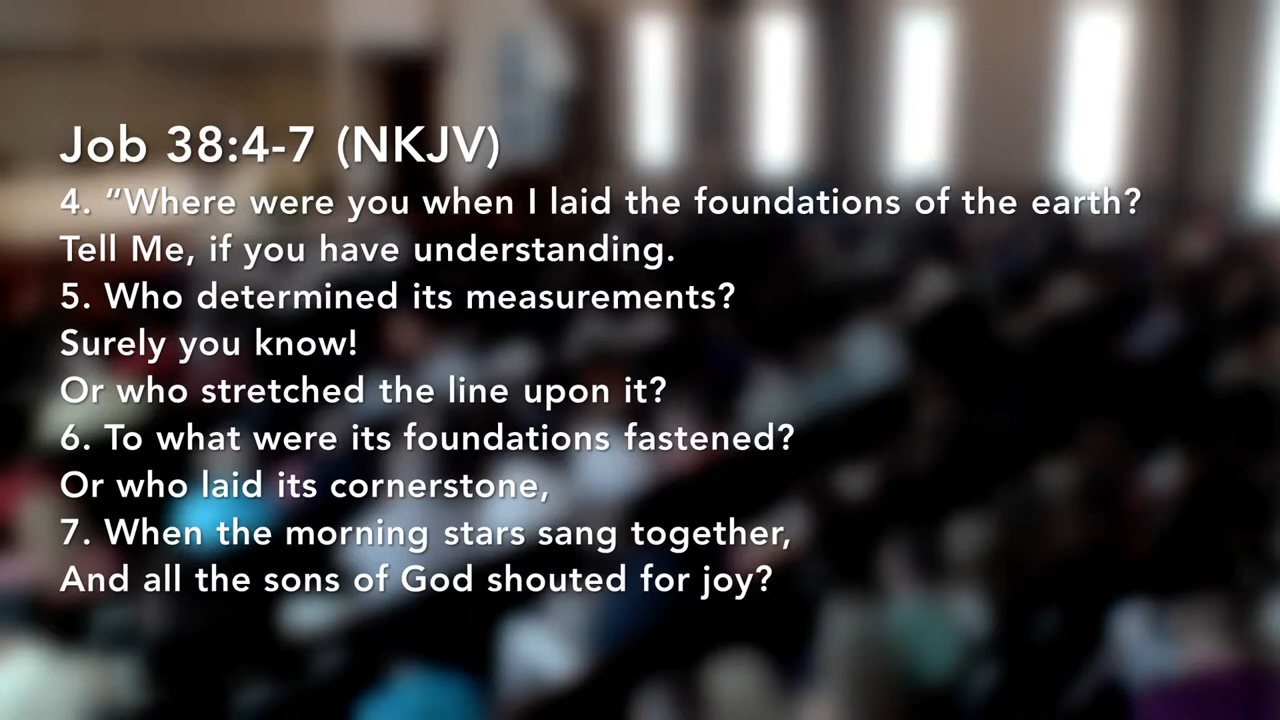 Job 38:4-7 (NKJV)
4. “Where were you when I laid the foundations of the earth?
Tell Me, if you have understanding.
5. Who determined its measurements?
Surely you know!
Or who stretched the line upon it?
6. To what were its foundations fastened?
Or who laid its cornerstone,
7. When the morning stars sang together,
And all the sons of God shouted for joy?